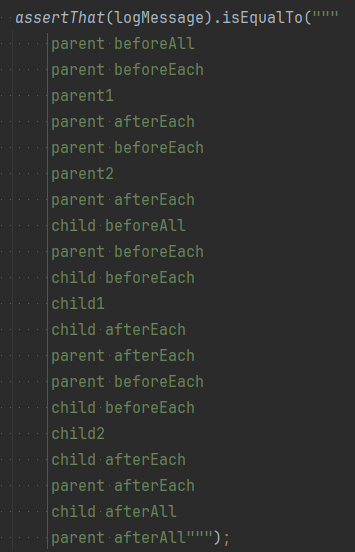 assertThat(logMessage).isEqualTo("""
parent beforeAll
parent beforeEach
parent1
parent afterEach
parent beforeEach
parent2
parent afterEach
child beforeAll
parent beforeEach
child beforeEach
child1
child afterEach
parent afterEach
parent beforeEach
child beforeEach
child2
child afterEach
parent afterEach
child afterAll
parent afterAll""");